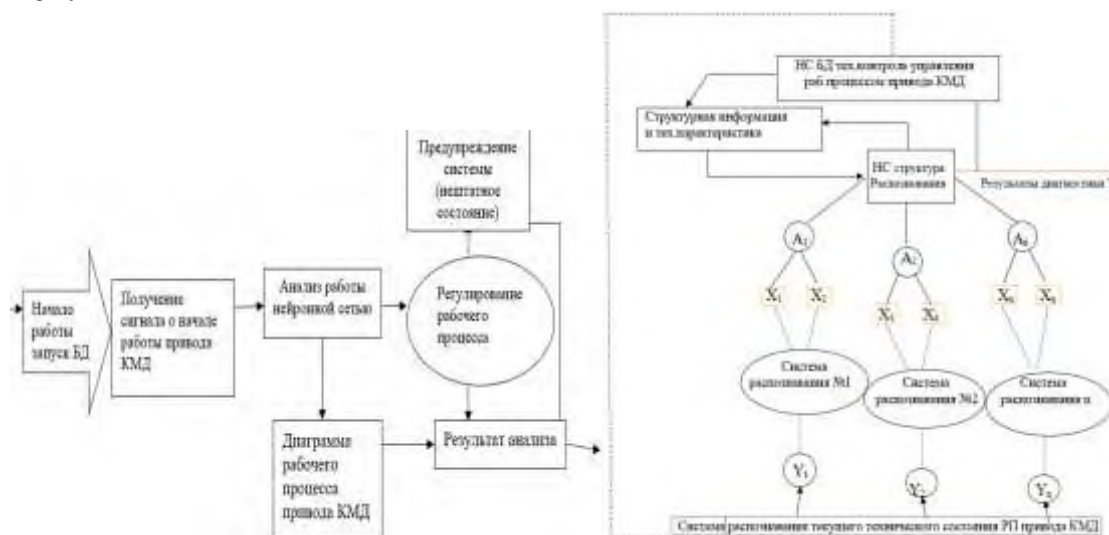 Начало
работы
запуск БД
Получение
сигнала о начале
работы привода
КМД
Анализ работы
нейронной сетью
Диаграмма
рабочего
процесса
привода КМД
Предупреждение
системы
(нештатное
состояние)
Регулирование
рабочего
процесса
Результат анализа
НС БД тех.контроль управления
раб.процессом привода КМД
Структурная информация
и тех.характеристика
НС структура
Распознования
Результаты диагностики
A₁
A₂
Aₙ
X₁
X₂
Система
распознавания №1
Система
распознавания №2
Система
распознавания n
Y₁
Система распознавания текущего технического состояния РП привода КМД